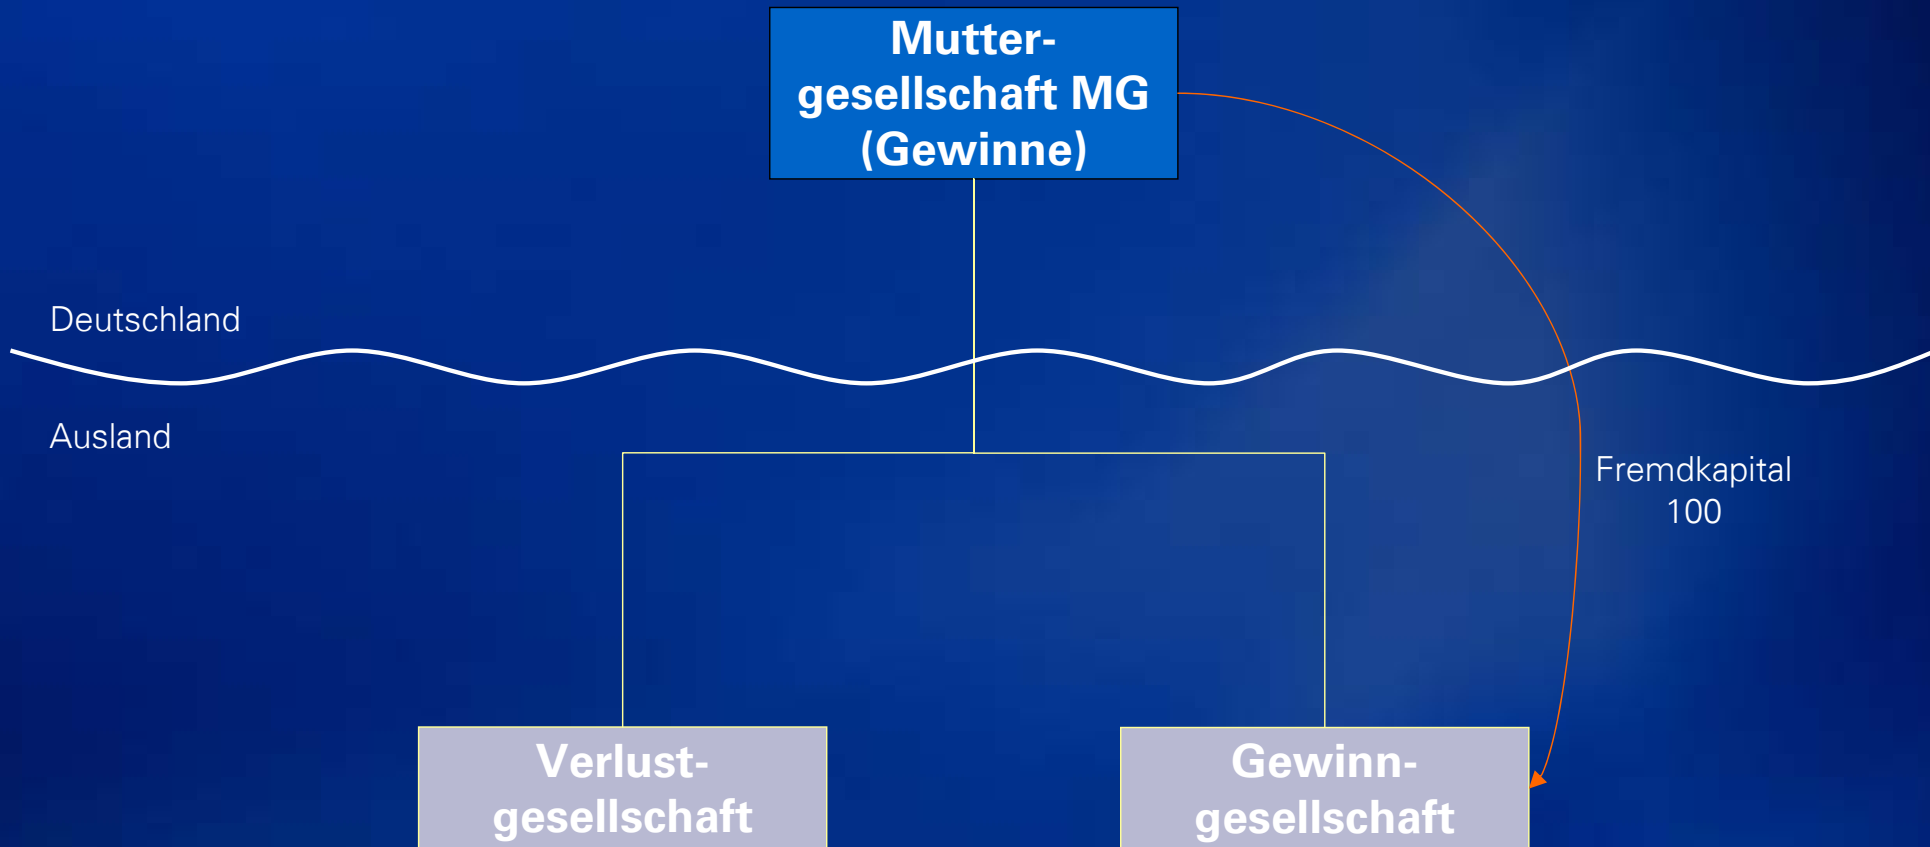 Mutter-
gesellschaft MG
(Gewinne)
Deutschland
Ausland
Fremdkapital
100
Verlust-
gesellschaft
Gewinn-
gesellschaft